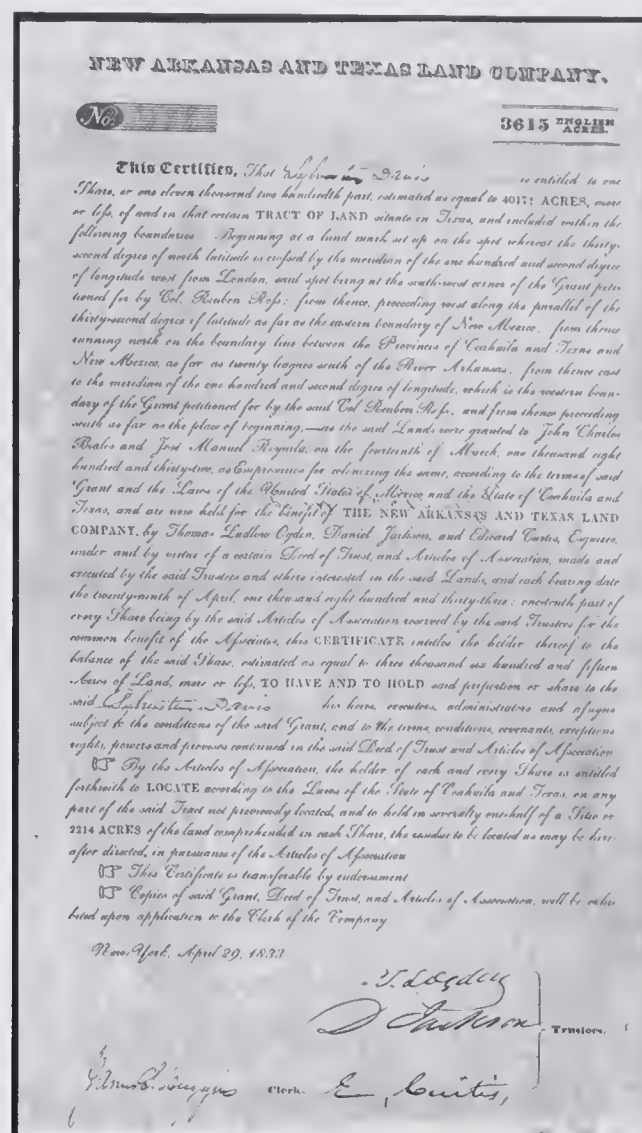 NEW ARKANSAS AND TEXAS LAND COMPANY.
No.
3615 ENGLISH ACRES.
This Certifies, That Sylvester Davis is entitled to one
Share, or one eleven thousand two hundredth part, estimated as equal to 4017½ ACRES, more
or less, of and in that certain TRACT OF LAND situate in Texas, and included within the
following boundaries Beginning at a land mark set up on the spot whereat the thirty-
second degree of north latitude is crossed by the meridian of the one hundred and second degree
of longitude west from London, said spot being at the south-west corner of the Grant peti-
tioned for by Col. Reuben Ross; from thence, proceeding west along the parallel of the
thirty-second degree of latitude as far as the eastern boundary of New Mexico, from thence
running north on the boundary line between the Provinces of Coahuila and Texas and
New Mexico, as far as twenty leagues south of the River Arkansas, from thence east
to the meridian of the one hundred and second degree of longitude, which is the western boun-
dary of the Grant petitioned for by the said Col Reuben Ross, and from thence proceeding
south as far as the place of beginning,—as the said Lands were granted to John Charles
Beales and José Manuel Royuela, on the fourteenth of March, one thousand eight
hundred and thirty-two, as Empresarios for colonizing the same, according to the terms of said
Grant and the Laws of the United States of Mexico and the State of Coahuila and
Texas, and are now held for the benefit of THE NEW ARKANSAS AND TEXAS LAND
COMPANY, by Thomas Ludlow Ogden, Daniel Jackson, and Edward Curtis, Esquires,
under and by virtue of a certain Deed of Trust, and Articles of Association, made and
executed by the said Trustees and others interested in the said Lands, and each bearing date
the twenty-ninth of April, one thousand eight hundred and thirty-three; one-tenth part of
every Share being by the said Articles of Association reserved by the said Trustees for the
common benefit of the Associates, this CERTIFICATE entitles the holder thereof to the
balance of the said Share, estimated as equal to three thousand six hundred and fifteen
Acres of Land, more or less, TO HAVE AND TO HOLD said proportion or share to the
said Sylvester Davis his heirs, executors, administrators and assigns
subject to the conditions of the said Grant, and to the terms, conditions, covenants, exceptions
rights, powers and provisoes contained in the said Deed of Trust and Articles of Association
☞ By the Articles of Association, the holder of each and every Share is entitled
forthwith to LOCATE according to the Laws of the State of Coahuila and Texas, on any
part of the said Tract not previously located, and to hold in severalty one-half of a Sitio or
2214 ACRES of the land comprehended in each Share, the residue to be located as may be here-
after directed, in pursuance of the Articles of Association
☞ This Certificate is transferable by endorsement
☞ Copies of said Grant, Deed of Trust, and Articles of Association, will be exhi-
bited upon application to the Clerk of the Company
New-York, April 29, 1833
T. L. Ogden
D Jackson
Trustees.
Clerk.
E, Curtis,